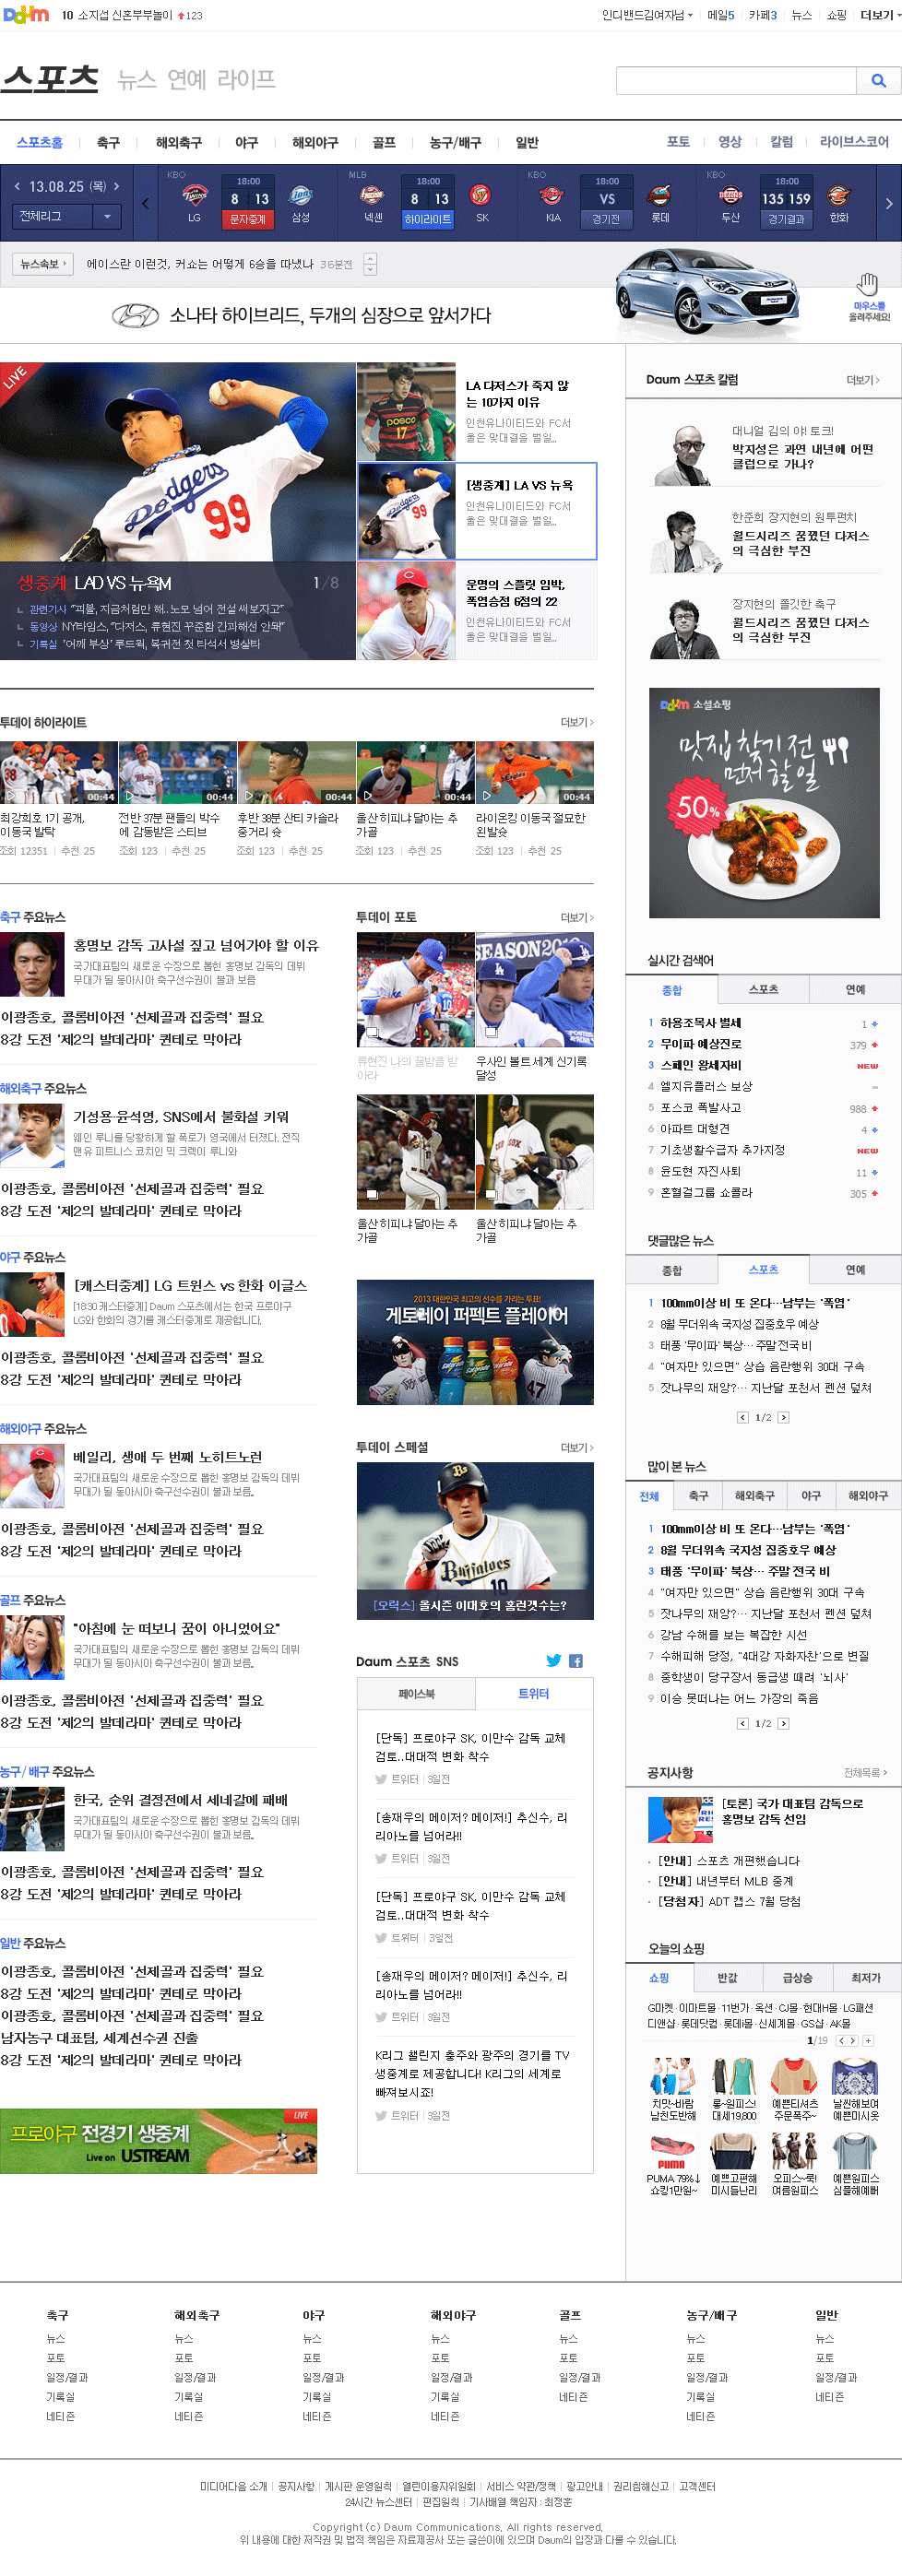 Daum 10 소지섭 신혼부부놀이 123
인디밴드김여자님 메일5 카페3 뉴스 쇼핑 더보기
스포츠 뉴스 연예 라이프
스포츠홈 축구 해외축구 야구 해외야구 골프 농구/배구 일반 포토 영상 칼럼 라이브스코어
13.08.25 (목)
전체리그
KBO 18:00 LG 8 13 삼성 문자중계
MLB 18:00 넥센 8 13 SK 하이라이트
KBO 18:00 KIA VS 롯데 경기전
KBO 18:00 두산 135 159 한화 경기결과
뉴스속보 에이스란 이런것, 커쇼는 어떻게 6승을 따냈나 36분전
소나타 하이브리드, 두개의 심장으로 앞서가다
마우스를
올려주세요!
LIVE
생중계 LAD VS 뉴욕M 1/8
관련기사 "피볼, 지금처럼만 해..노모 넘어 전설 써보자고"
동영상 NY타임스, "다저스, 류현진 꾸준함 간과해선 안돼"
기록실 '어깨 부상' 루드윅, 복귀전 첫 타석서 병살타
LA 다저스가 죽지 않
는 10가지 이유
인천유나이티드와 FC서
울은 맞대결을 벌일...
[생중계] LA VS 뉴욕
인천유나이티드와 FC서
울은 맞대결을 벌일...
운명의 스플릿 임박,
폭염승점 6점의 22
인천유나이티드와 FC서
울은 맞대결을 벌일...
투데이 하이라이트 더보기
00:44 00:44 00:44 00:44 00:44
최강희호 1기 공개,
이동국 발탁
조회 12351 추천 25
전반 37분 팬들의 박수
에 감동받은 스티브
조회 123 추천 25
후반 38분 산티 카솔라
중거리 슛
조회 123 추천 25
울산 히피냐 달아는 추
가골
조회 123 추천 25
라이온킹 이동국 절묘한
왼발슛
조회 123 추천 25
축구 주요뉴스
홍명보 감독 고사설 짚고 넘어가야 할 이유
국가대표팀의 새로운 수장으로 뽑힌 홍명보 감독의 데뷔
무대가 될 동아시아 축구선수권이 불과 보름
이광종호, 콜롬비아전 '선제골과 집중력' 필요
8강 도전 '제2의 발데라마' 퀸테로 막아라
해외축구 주요뉴스
기성용-윤석영, SNS에서 불화설 키워
웨인 루니를 당황하게 할 폭로가 영국에서 터졌다. 전직
맨유 피트니스 코치인 믹 크렉이 루니와
이광종호, 콜롬비아전 '선제골과 집중력' 필요
8강 도전 '제2의 발데라마' 퀸테로 막아라
야구 주요뉴스
[캐스터중계] LG 트윈스 vs 한화 이글스
[18:30 캐스터중계] Daum 스포츠에서는 한국 프로야구
LG와 한화의 경기를 캐스터중계로 제공합니다.
이광종호, 콜롬비아전 '선제골과 집중력' 필요
8강 도전 '제2의 발데라마' 퀸테로 막아라
해외야구 주요뉴스
베일리, 생애 두 번째 노히트노런
국가대표팀의 새로운 수장으로 뽑힌 홍명보 감독의 데뷔
무대가 될 동아시아 축구선수권이 불과 보름.
이광종호, 콜롬비아전 '선제골과 집중력' 필요
8강 도전 '제2의 발데라마' 퀸테로 막아라
골프 주요뉴스
"아침에 눈 떠보니 꿈이 아니었어요"
국가대표팀의 새로운 수장으로 뽑힌 홍명보 감독의 데뷔
무대가 될 동아시아 축구선수권이 불과 보름.
이광종호, 콜롬비아전 '선제골과 집중력' 필요
8강 도전 '제2의 발데라마' 퀸테로 막아라
농구/배구 주요뉴스
한국, 순위 결정전에서 세네갈에 패배
국가대표팀의 새로운 수장으로 뽑힌 홍명보 감독의 데뷔
무대가 될 동아시아 축구선수권이 불과 보름.
이광종호, 콜롬비아전 '선제골과 집중력' 필요
8강 도전 '제2의 발데라마' 퀸테로 막아라
일반 주요뉴스
이광종호, 콜롬비아전 '선제골과 집중력' 필요
8강 도전 '제2의 발데라마' 퀸테로 막아라
이광종호, 콜롬비아전 '선제골과 집중력' 필요
남자농구 대표팀, 세계선수권 진출
8강 도전 '제2의 발데라마' 퀸테로 막아라
프로야구 전경기 생중계 LIVE
Live on USTREAM
투데이 포토 더보기
류현진 나의 꿀밤을 받
아라
우사인 볼트 세계 신기록
달성
울산 히피냐 달아는 추
가골
울산 히피냐 달아는 추
가골
2013 대한민국 최고의 선수를 가리는 투표!
게토레이 퍼펙트 플레이어
투데이 스페셜 더보기
[오릭스] 올시즌 이대호의 홈런갯수는?
Daum 스포츠 SNS
페이스북 트위터
[단독] 프로야구 SK, 이만수 감독 교체
검토..대대적 변화 착수
트위터 3일전
[송재우의 메이저? 메이저!] 추신수, 리
리아노를 넘어라!!
트위터 3일전
[단독] 프로야구 SK, 이만수 감독 교체
검토..대대적 변화 착수
트위터 3일전
[송재우의 메이저? 메이저!] 추신수, 리
리아노를 넘어라!!
트위터 3일전
K리그 챌린지 충주와 광주의 경기를 TV
생중계로 제공합니다! K리그의 세계로
빠져보시죠!
트위터 3일전
Daum 스포츠 칼럼 더보기
대니얼 김의 야! 토크!
박지성은 과연 내년에 어떤
클럽으로 가나?
한준희 장지현의 원투펀치
월드시리즈 꿈꿨던 다저스
의 극심한 부진
장지현의 쫄깃한 축구
월드시리즈 꿈꿨던 다저스
의 극심한 부진
Daum 소셜쇼핑
맛집찾기전
먼저할일
50%
실시간 검색어
종합 스포츠 연예
1 하용조목사 별세 1
2 무이파 예상진로 379
3 스페인 왕세자비 NEW
4 엘지유플러스 보상
5 포스코 폭발사고 988
6 아파트 대형견 4
7 기초생활수급자 추가지정 NEW
8 윤도현 자진사퇴 11
9 혼혈걸그룹 쇼콜라 305
댓글많은 뉴스
종합 스포츠 연예
1 100mm이상 비 또 온다…남부는 '폭염'
2 8월 무더위속 국지성 집중호우 예상
3 태풍 '무이파' 북상… 주말 전국 비
4 "여자만 있으면" 상습 음란행위 30대 구속
5 잣나무의 재앙?… 지난달 포천서 펜션 덮쳐
1/2
많이 본 뉴스
전체 축구 해외축구 야구 해외야구
1 100mm이상 비 또 온다…남부는 '폭염'
2 8월 무더위속 국지성 집중호우 예상
3 태풍 '무이파' 북상… 주말 전국 비
4 "여자만 있으면" 상습 음란행위 30대 구속
5 잣나무의 재앙?… 지난달 포천서 펜션 덮쳐
6 강남 수해를 보는 복잡한 시선
7 수해피해 당정, "4대강 자화자찬'으로 변질
8 중학생이 당구장서 동급생 때려 '뇌사'
9 이승 못떠나는 어느 가장의 죽음
1/2
공지사항 전체목록
[토론] 국가 대표팀 감독으로
홍명보 감독 선임
[안내] 스포츠 개편했습니다
[안내] 내년부터 MLB 중계
[당첨자] ADT 캡스 7월 당첨
오늘의 쇼핑
쇼핑 반값 급상승 최저가
G마켓·이마트몰·11번가·옥션·CJ몰·현대H몰·LG패션
디앤샵·롯데닷컴·롯데i몰·신세계몰·GS샵·AK몰
1/19
치맛~바람
남친도반해
롱~원피스!
대세19,800
예쁜티셔츠
주문폭주~
날씬해보여
예쁜미시옷
PUMA 79%↓
쇼킹1만원~
예쁘고편해
미시들난리
오피스~룩!
여름원피스
예쁜원피스
심플해예뻐
축구 해외축구 야구 해외야구 골프 농구/배구 일반
뉴스 뉴스 뉴스 뉴스 뉴스 뉴스 뉴스
포토 포토 포토 포토 포토 포토 포토
일정/결과 일정/결과 일정/결과 일정/결과 일정/결과 일정/결과 일정/결과
기록실 기록실 기록실 기록실 네티즌 기록실 네티즌
네티즌 네티즌 네티즌 네티즌 네티즌
미디어다음 소개 공지사항 게시판 운영원칙 열린이용자위원회 서비스 약관/정책 광고안내 권리침해신고 고객센터
24시간 뉴스센터 편집원칙 기사배열 책임자 : 최정훈
Copyright (c) Daum Communications. All rights reserved.
위 내용에 대한 저작권 및 법적 책임은 자료제공사 또는 글쓴이에 있으며 Daum의 입장과 다를 수 있습니다.